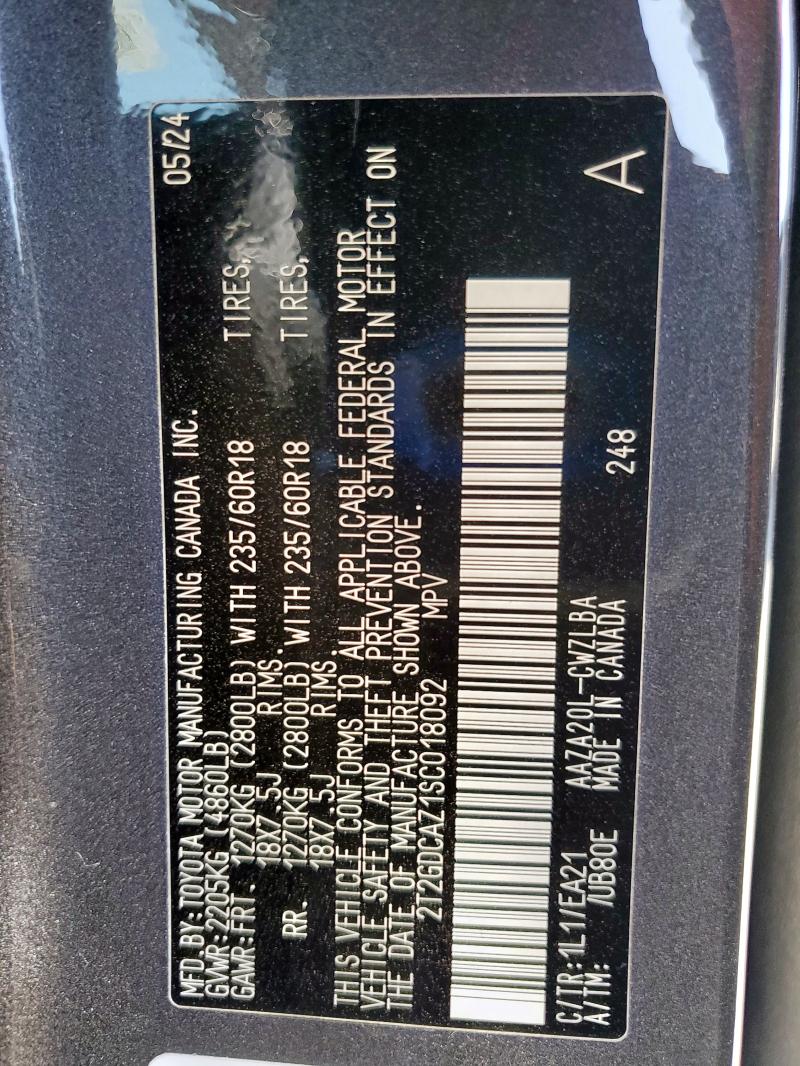 MFD.BY:TOYOTA MOTOR MANUFACTURING CANADA INC. 05/24
GVWR:2205KG (4860LB)
GAWR:FRT. 1270KG (2800LB) WITH 235/60R18 TIRES,
18X7.5J RIMS.
RR. 1270KG (2800LB) WITH 235/60R18 TIRES,
18X7.5J RIMS.
THIS VEHICLE CONFORMS TO ALL APPLICABLE FEDERAL MOTOR
VEHICLE SAFETY AND THEFT PREVENTION STANDARDS IN EFFECT ON
THE DATE OF MANUFACTURE SHOWN ABOVE.
2T2GDCAZ1SC018092 MPV
C/TR:1L1/EA21 AAZA20L-CWZLBA
A/TM: /UB80E MADE IN CANADA 248 A